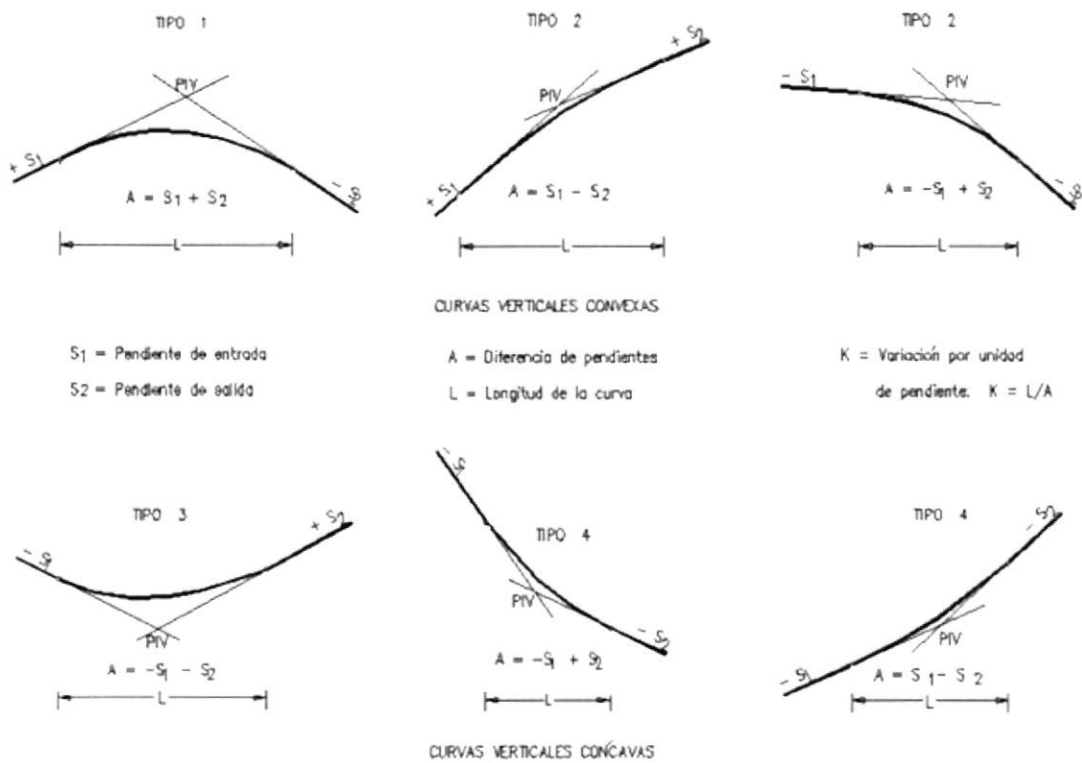 TIPO 1
TIPO 2
TIPO 2
PIV
+ S1
- S2
A = S1 + S2
L
PIV
+ S1
+ S2
A = S1 - S2
L
- S1
PIV
- S2
A = -S1 + S2
L
CURVAS VERTICALES CONVEXAS
S1 = Pendiente de entrada
S2 = Pendiente de salida
A = Diferencia de pendientes
L = Longitud de la curva
K = Variación por unidad
de pendiente. K = L/A
TIPO 3
- S1
+ S2
PIV
A = -S1 - S2
L
TIPO 4
- S
PIV
- S2
A = -S1 + S2
L
TIPO 4
- S1
- S2
PIV
A = S1 - S2
L
CURVAS VERTICALES CONCAVAS